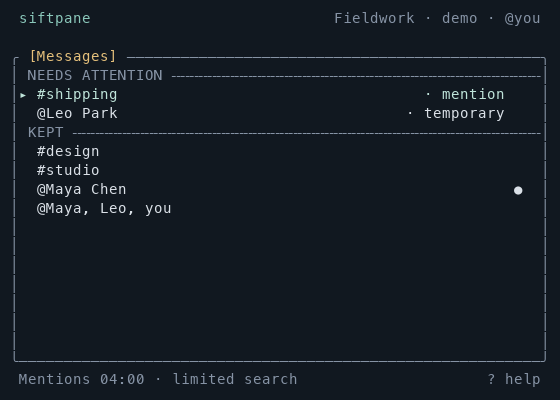 siftpane Fieldwork · demo · @you
[Messages]
NEEDS ATTENTION
▸ #shipping · mention
@Leo Park · temporary
KEPT
#design
#studio
@Maya Chen ●
@Maya, Leo, you
Mentions 04:00 · limited search ? help